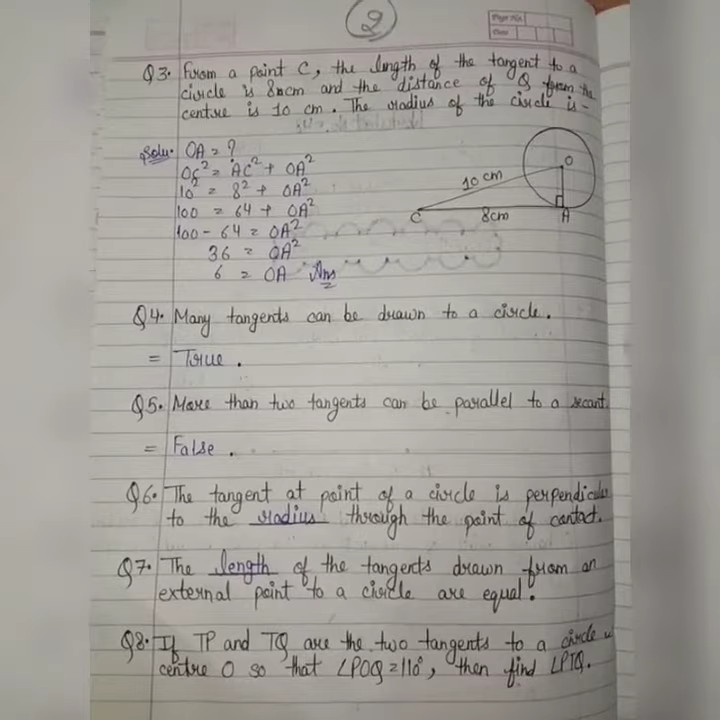 2
Page No.
Date
Q3. From a point C, the length of the tangent to a
circle is 8 cm and the distance of Q from the
centre is 10 cm. The radius of the circle is -
Solu. OA = ?
OC² = AC² + OA²
10² = 8² + OA²
100 = 64 + OA²
100 - 64 = OA²
36 = OA²
6 = OA Ans
O
10 cm
C
8cm
A
Q4. Many tangents can be drawn to a circle.
= True.
Q5. More than two tangents can be parallel to a secant.
= False.
Q6. The tangent at point of a circle is perpendicular
to the radius through the point of contact.
Q7. The length of the tangents drawn from an
external point to a circle are equal.
Q8. If TP and TQ are the two tangents to a circle
centre O so that ∠POQ = 110°, then find ∠PTQ.